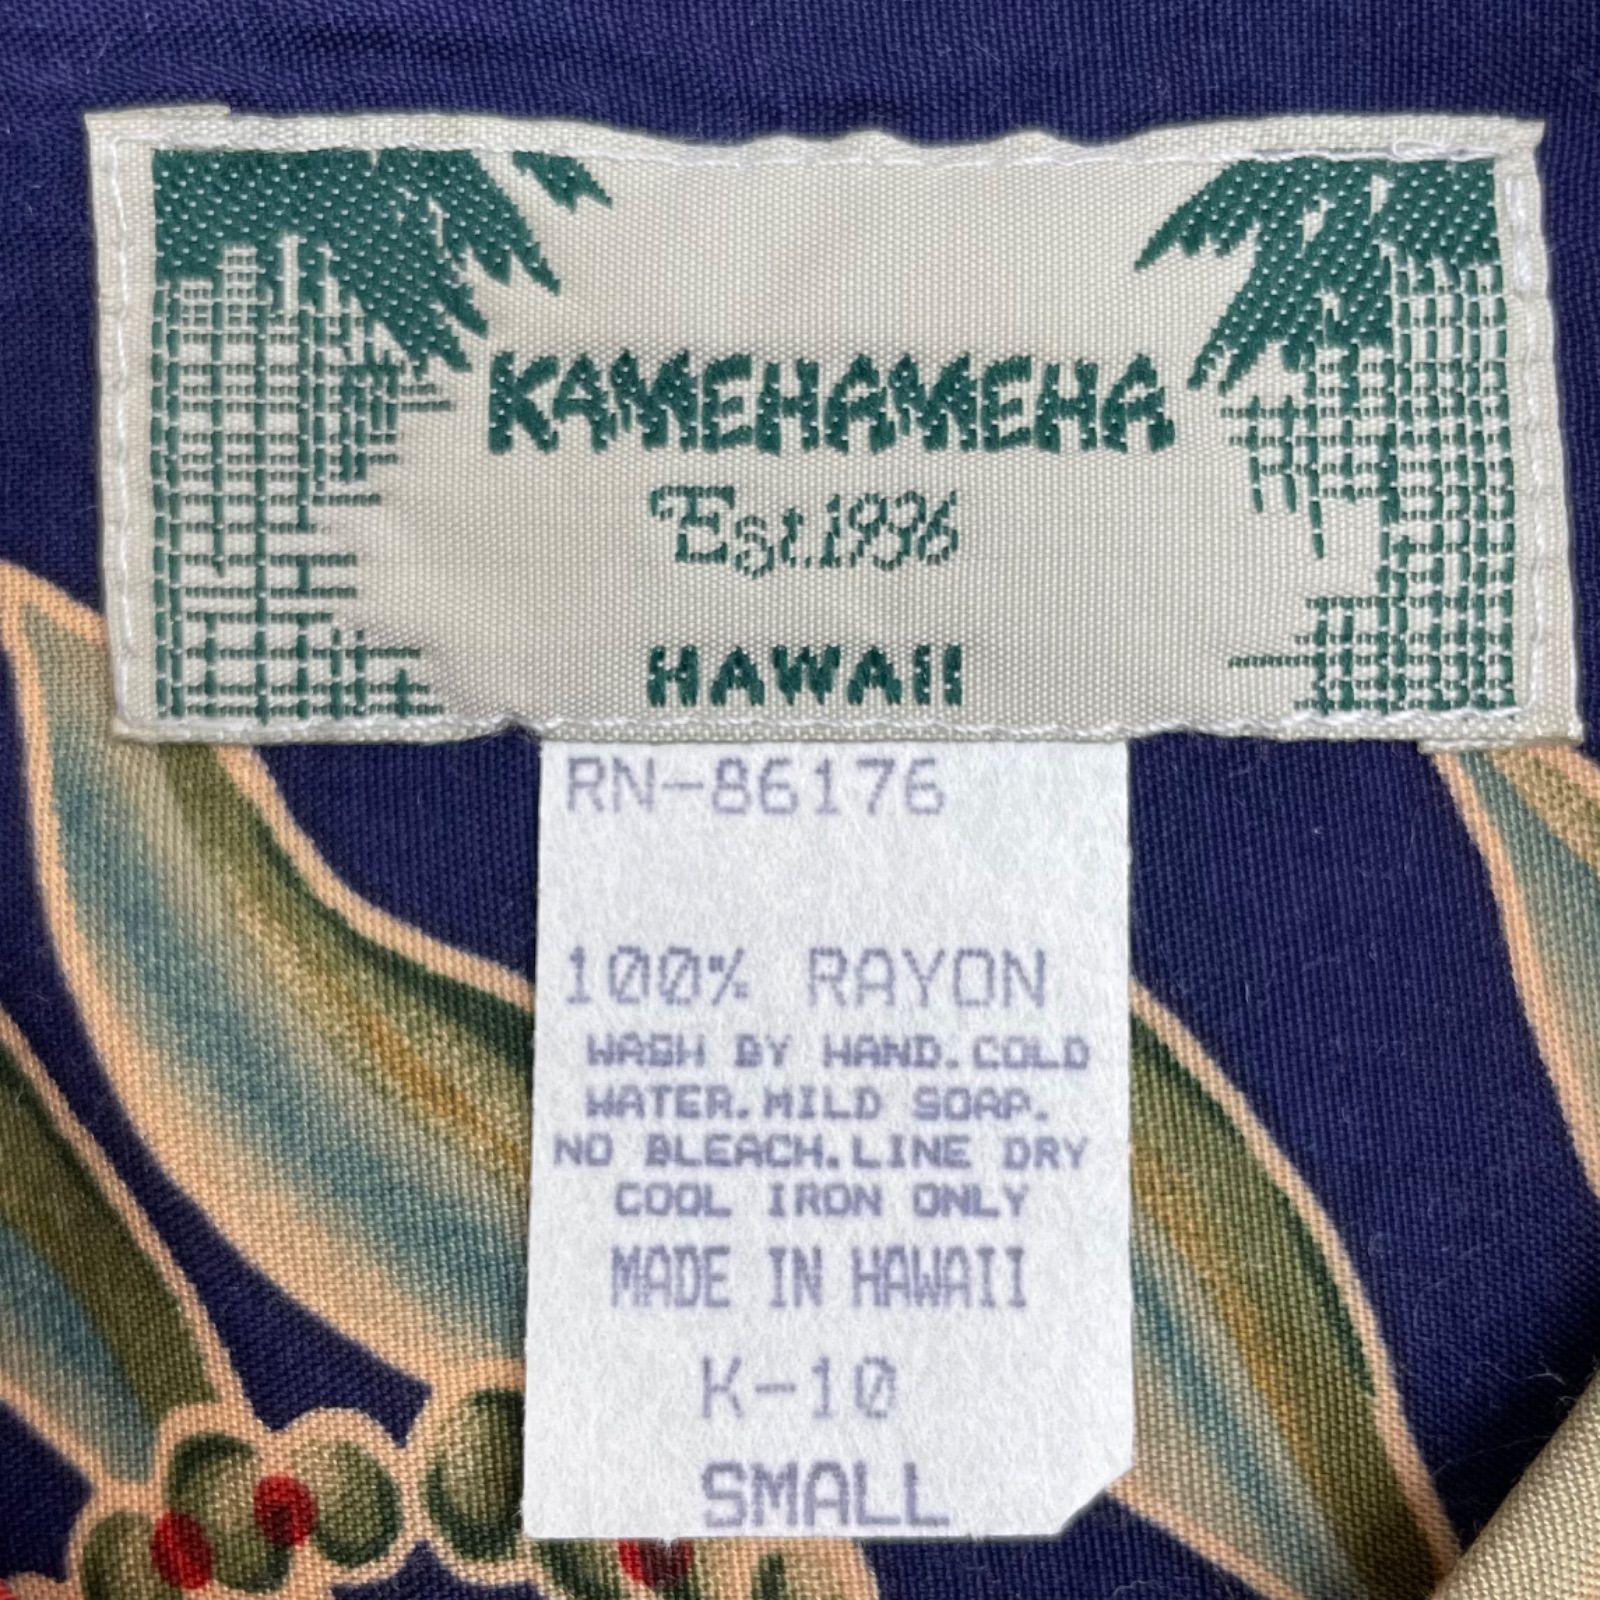 KAMEHAMEHA
Est.1936
HAWAII
RN-86176
100% RAYON
WASH BY HAND.COLD
WATER.MILD SOAP.
NO BLEACH.LINE DRY
COOL IRON ONLY
MADE IN HAWAII
K-10
SMALL